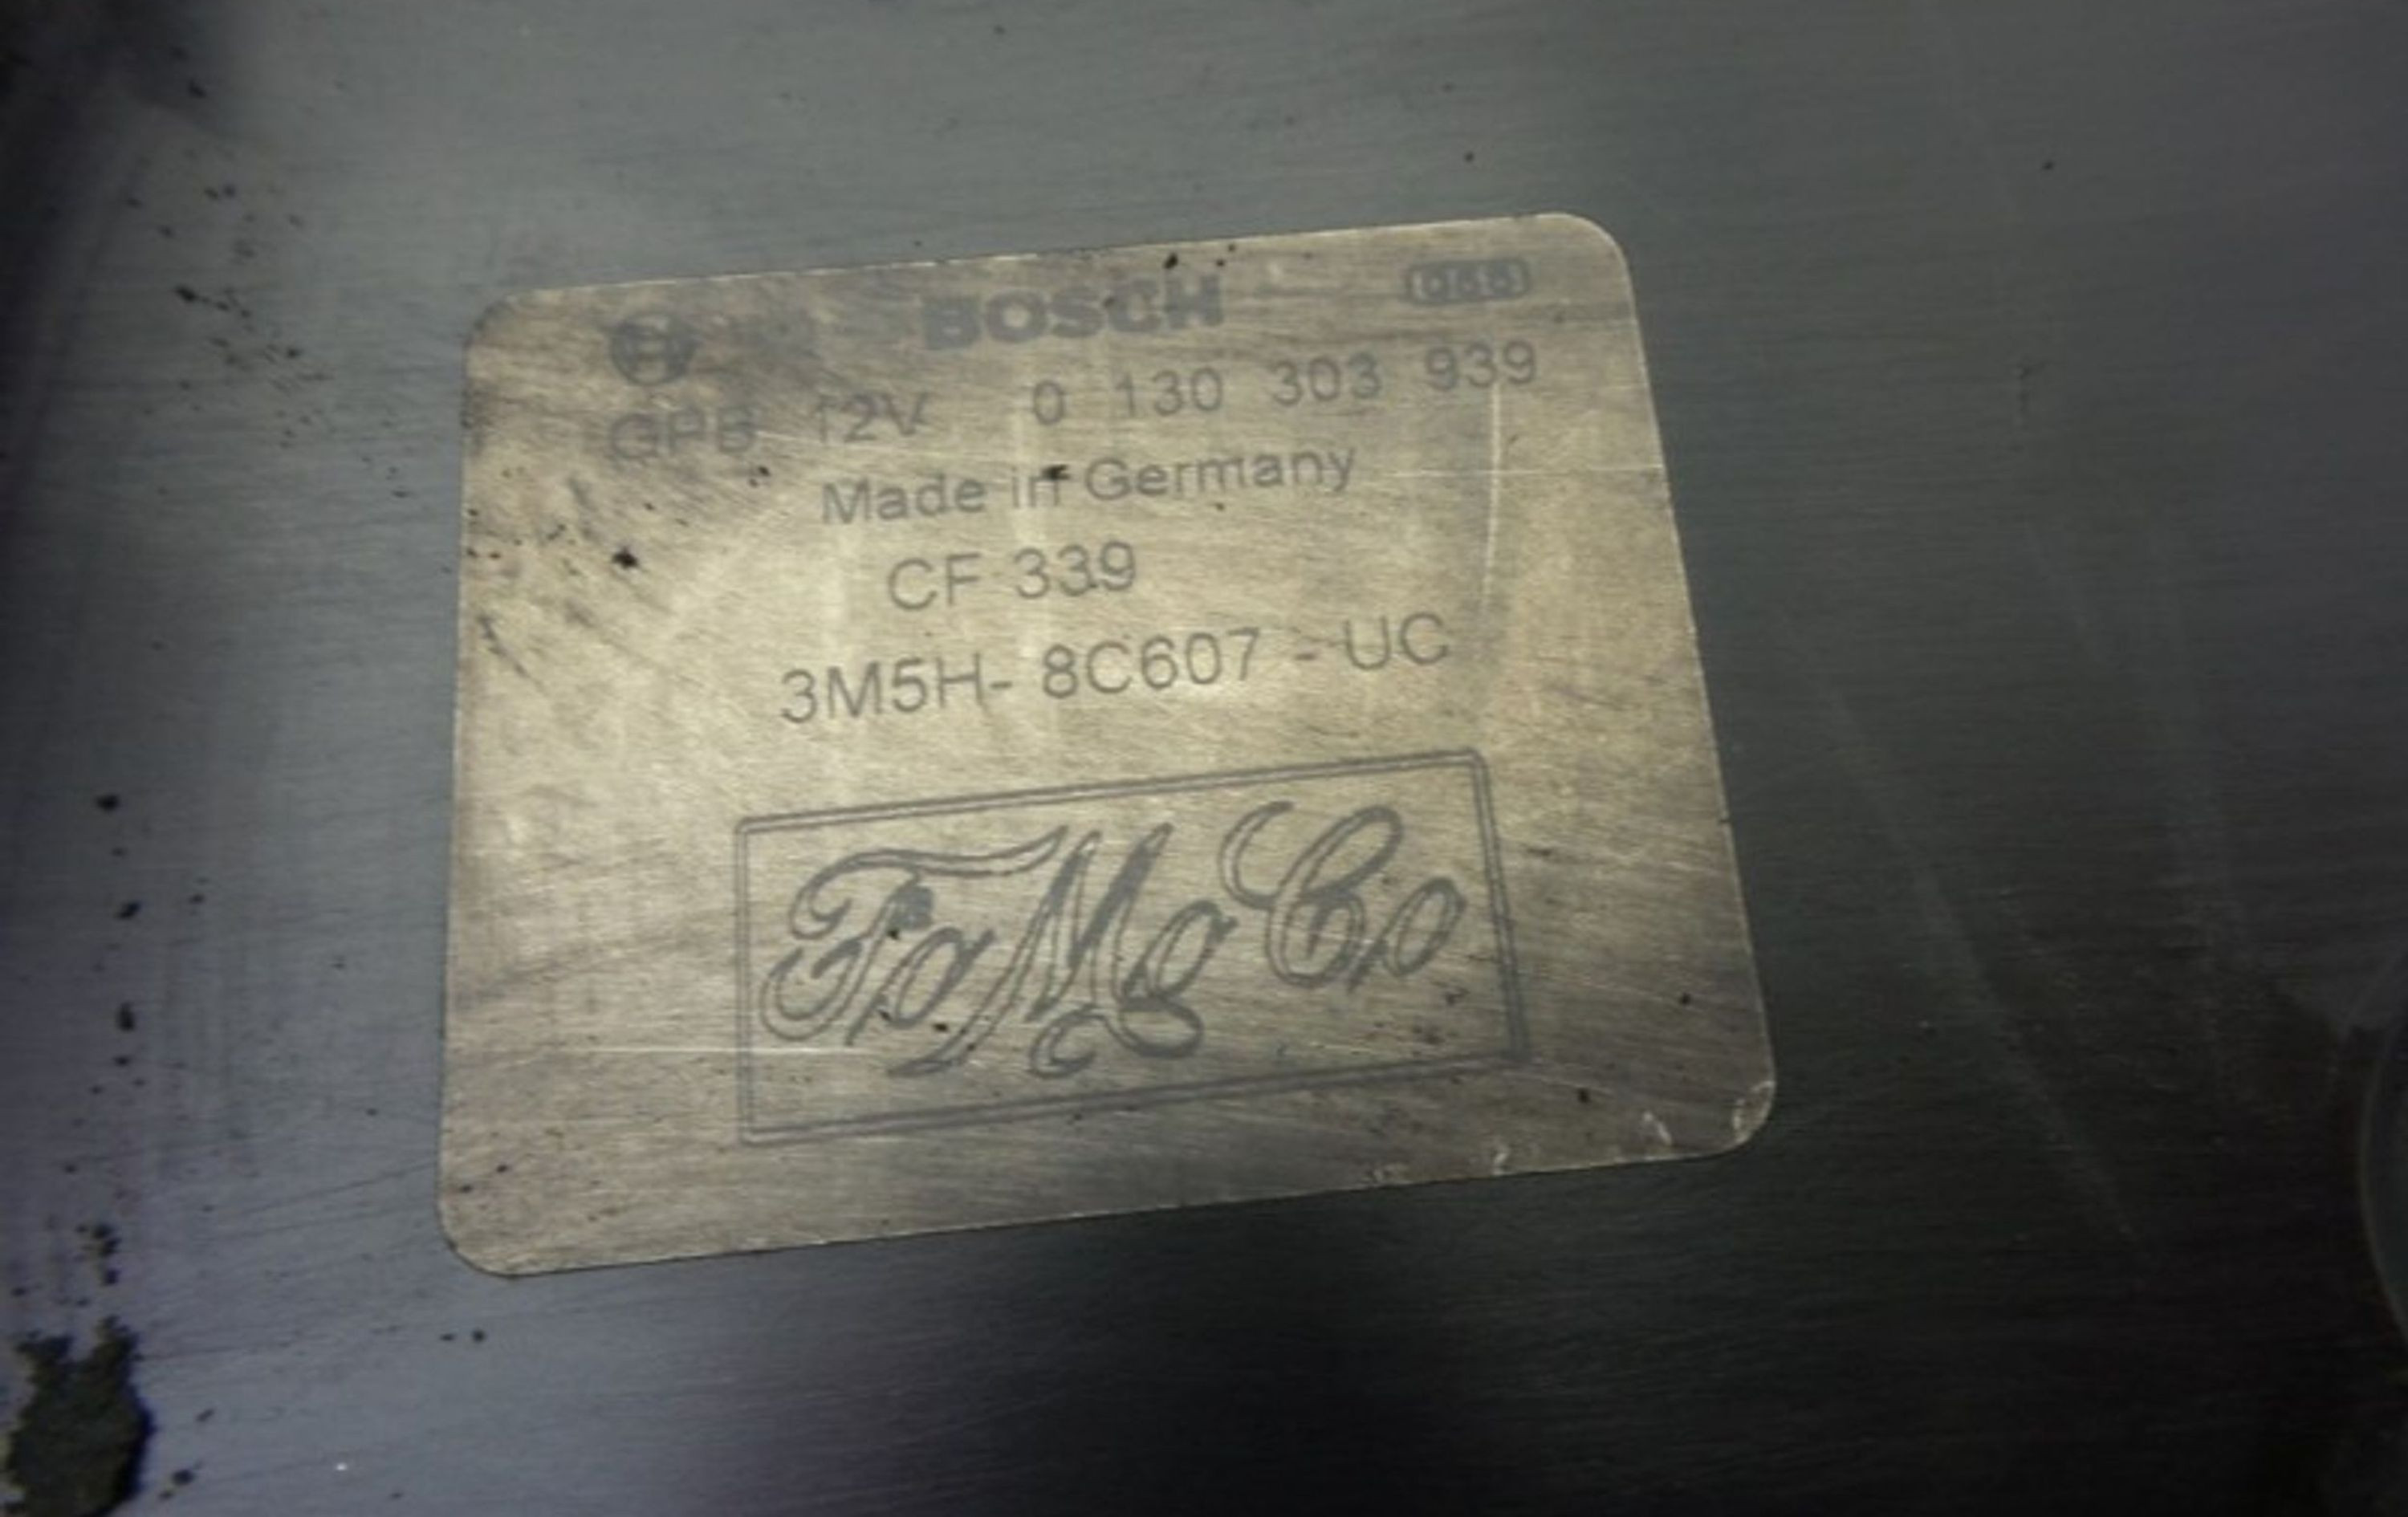 BOSCH
GPB 12V 0 130 303 939
Made in Germany
CF 339
3M5H- 8C607 - UC
FoMoCo